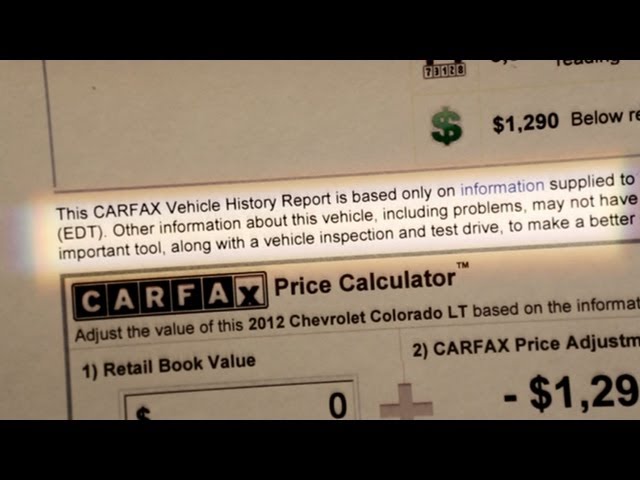 73128
reading
$1,290 Below
This CARFAX Vehicle History Report is based only on information supplied to
(EDT). Other information about this vehicle, including problems, may not have
important tool, along with a vehicle inspection and test drive, to make a better
CARFAX Price Calculator™
Adjust the value of this 2012 Chevrolet Colorado LT based on the
1) Retail Book Value
2) CARFAX Price
$ 0
- $1,29